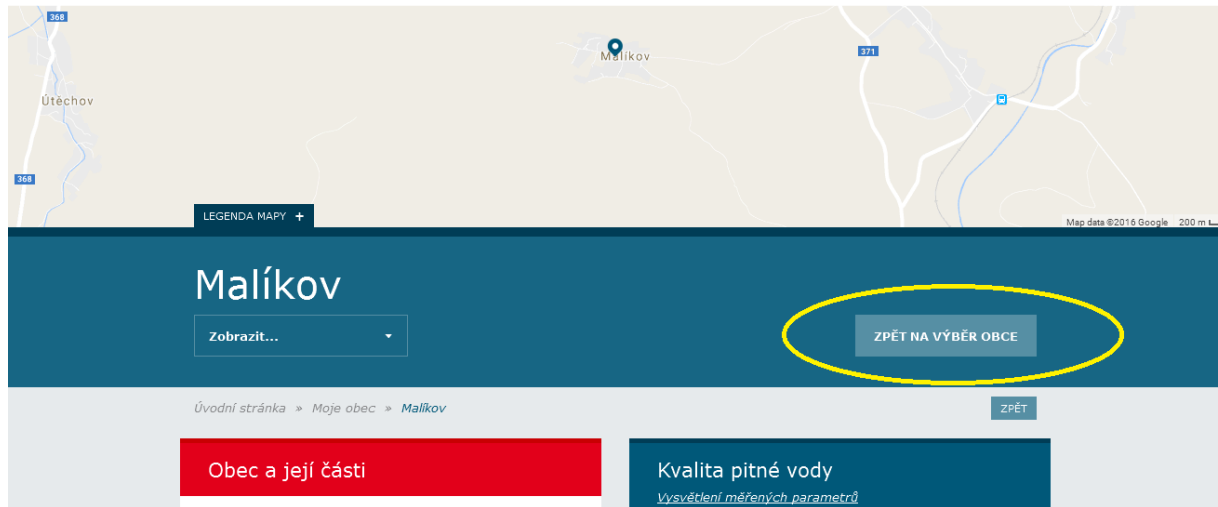 368
Malíkov
371
Útěchov
368
LEGENDA MAPY +
Map data ©2016 Google 200 m
Malíkov
Zobrazit...
ZPĚT NA VÝBĚR OBCE
Úvodní stránka » Moje obec » Malíkov
ZPĚT
Obec a její části
Kvalita pitné vody
Vysvětlení měřených parametrů